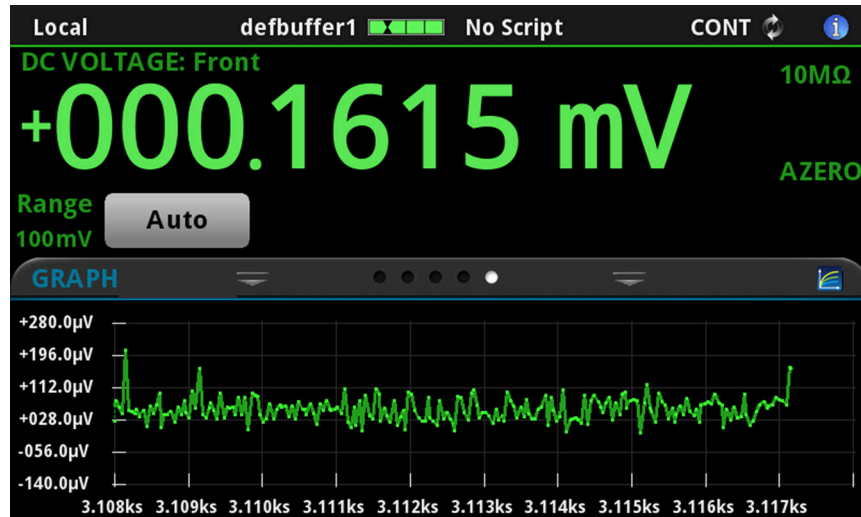 Local defbuffer1 No Script CONT
DC VOLTAGE: Front
10MΩ
+000.1615 mV
AZERO
Range
100mV
Auto
GRAPH
+280.0µV
+196.0µV
+112.0µV
+028.0µV
-056.0µV
-140.0µV
3.108ks 3.109ks 3.110ks 3.111ks 3.112ks 3.113ks 3.114ks 3.115ks 3.116ks 3.117ks